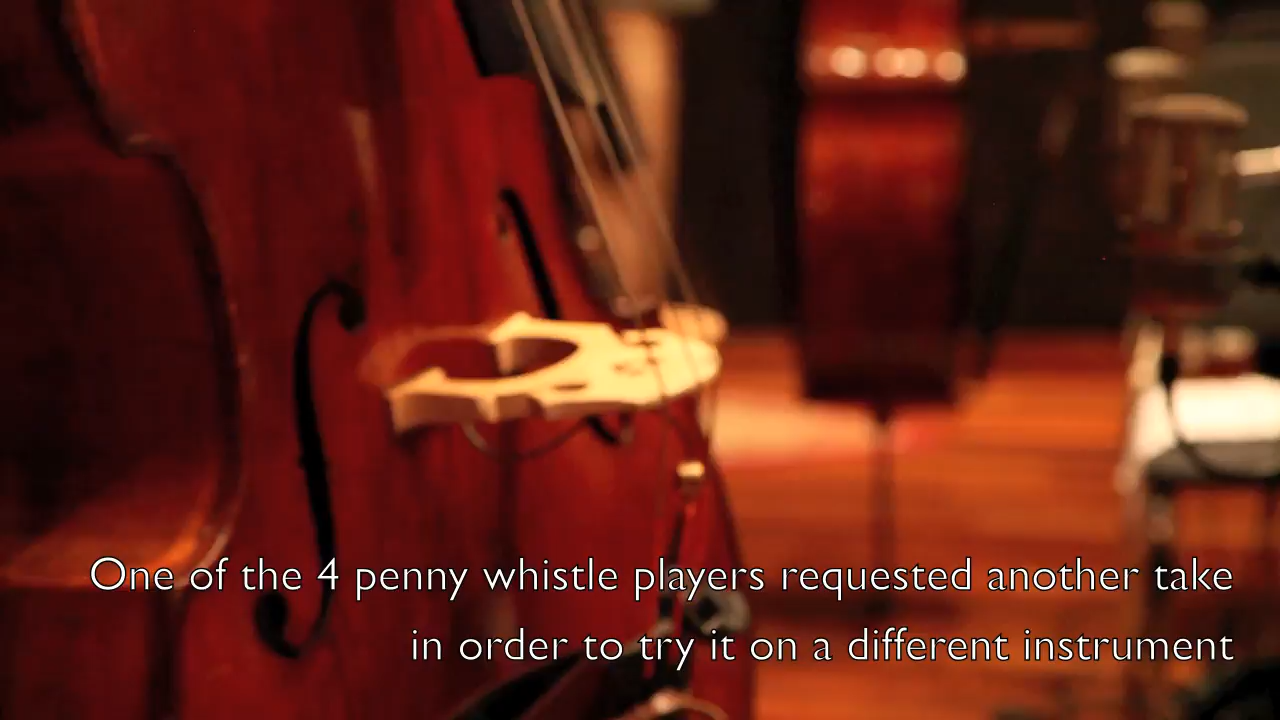 One of the 4 penny whistle players requested another take
in order to try it on a different instrument